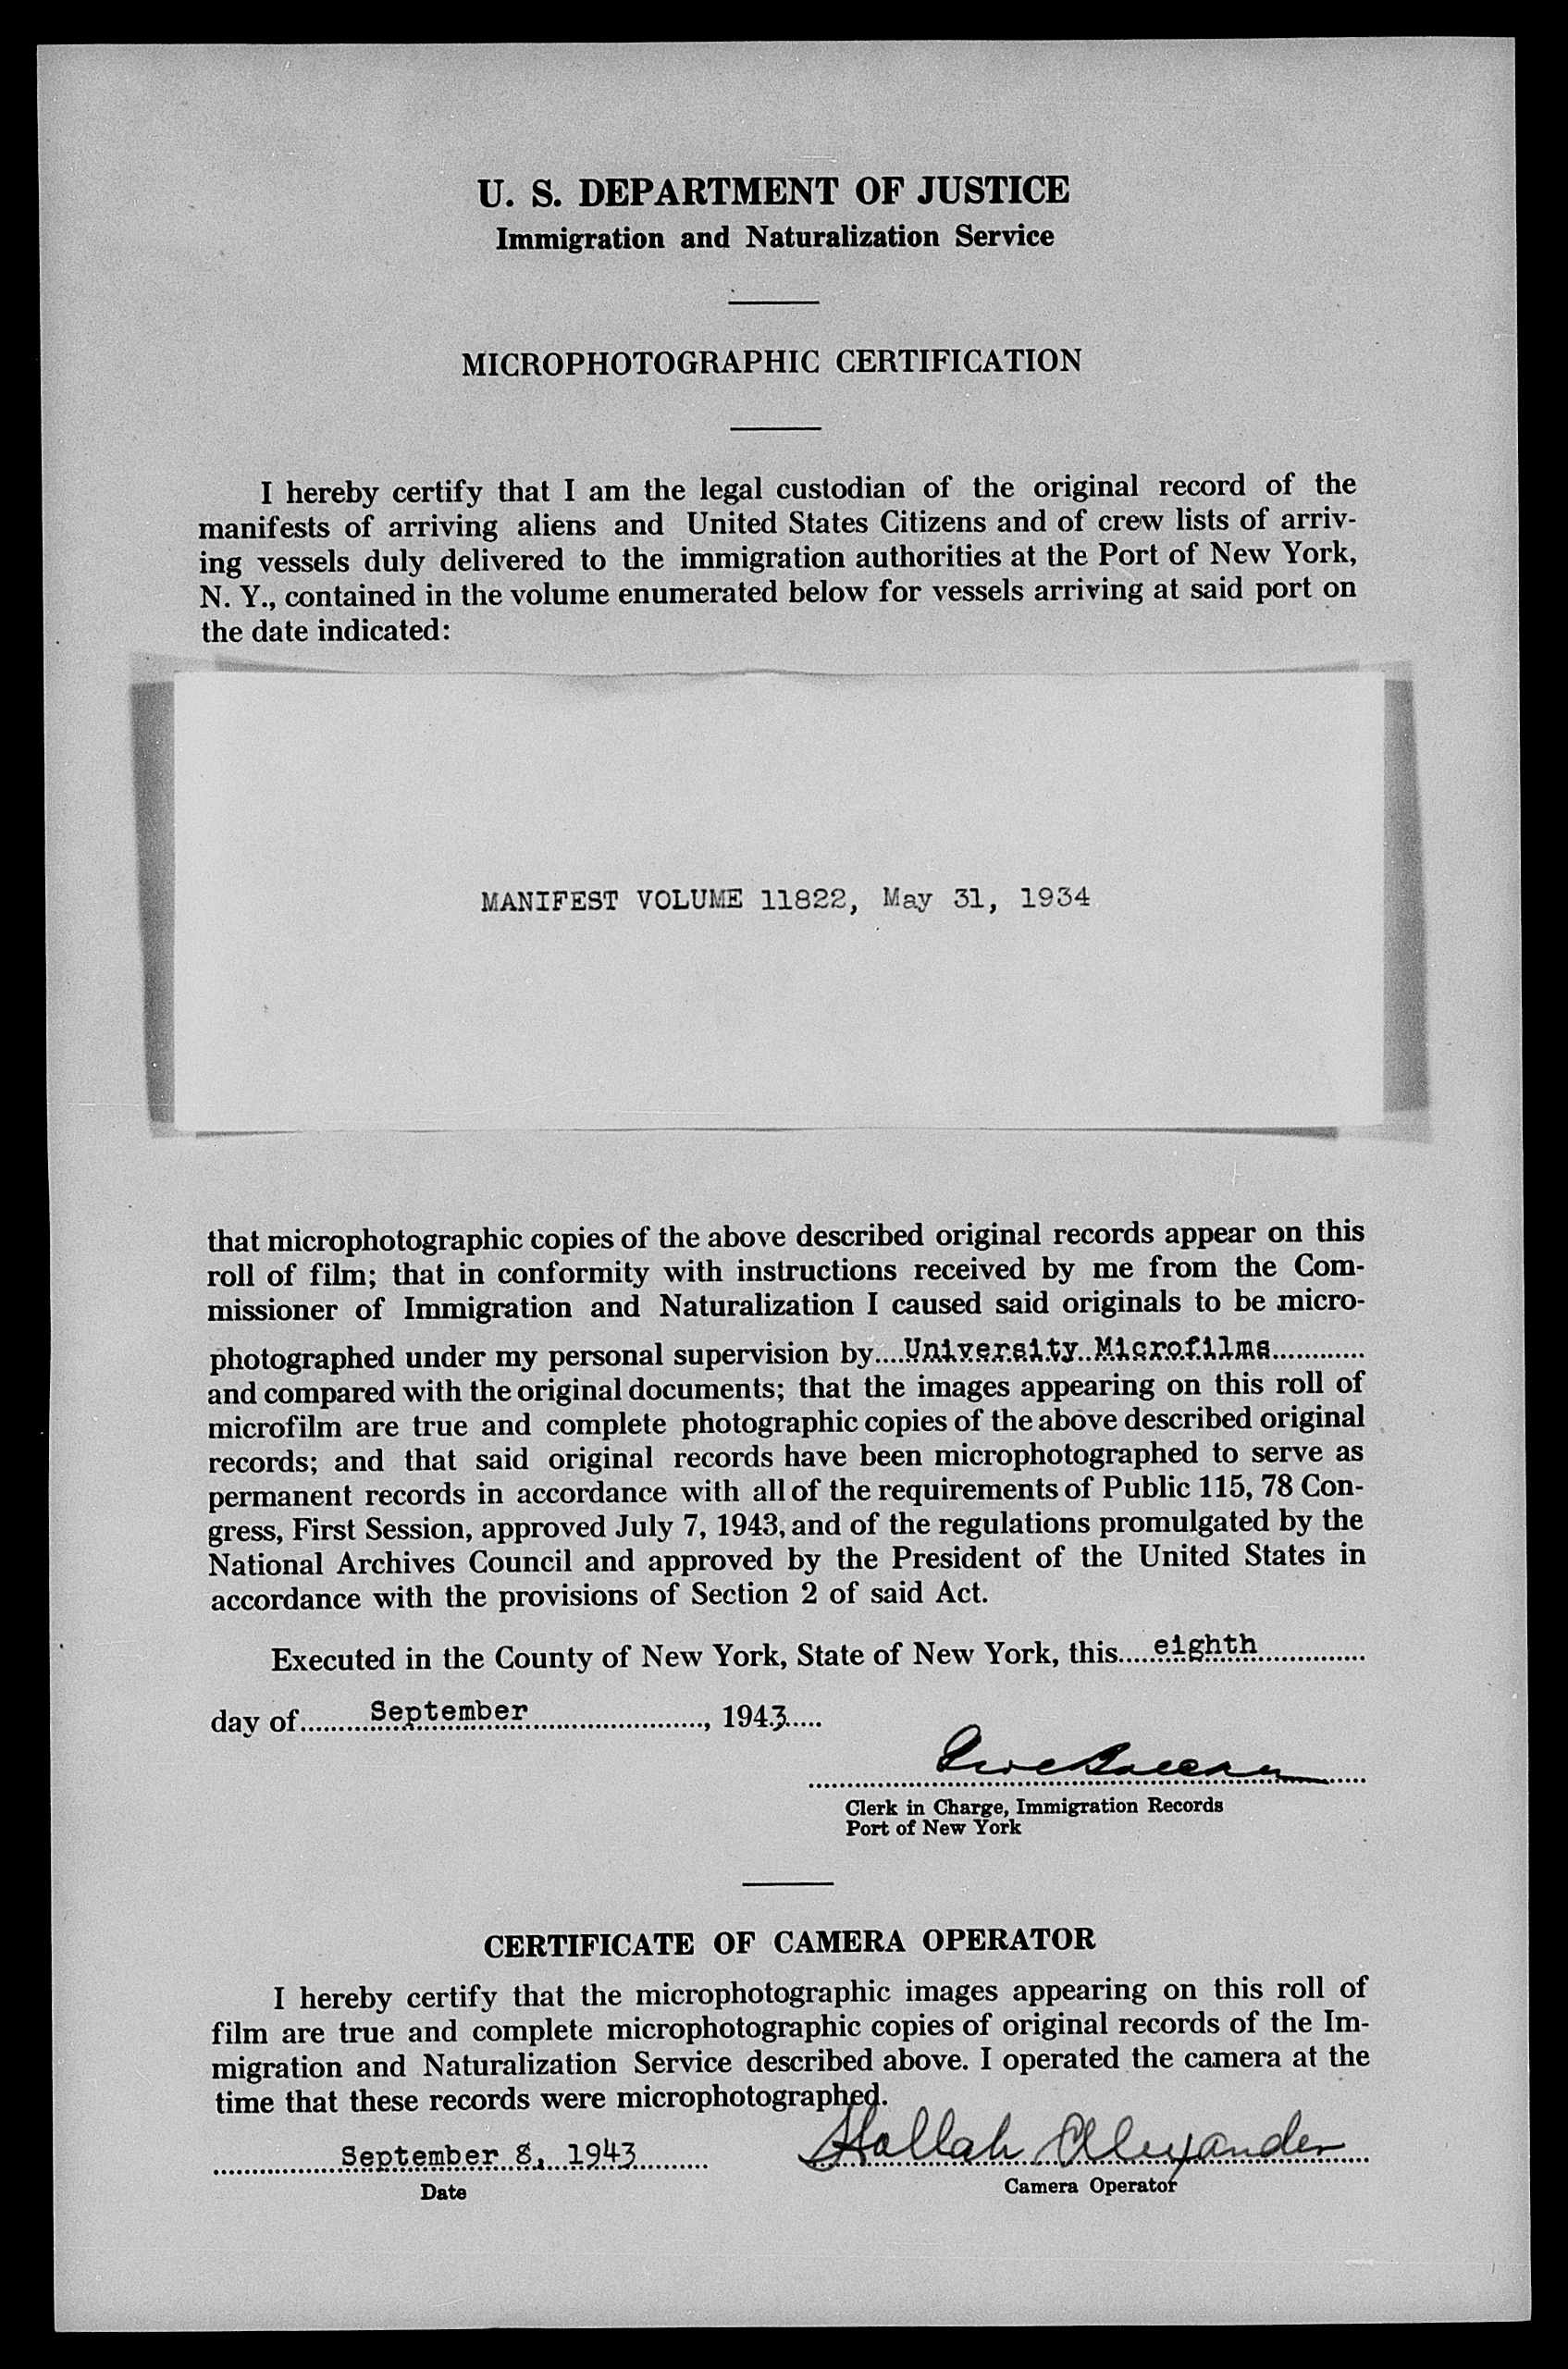 U. S. DEPARTMENT OF JUSTICE
Immigration and Naturalization Service
MICROPHOTOGRAPHIC CERTIFICATION
I hereby certify that I am the legal custodian of the original record of the
manifests of arriving aliens and United States Citizens and of crew lists of arriv-
ing vessels duly delivered to the immigration authorities at the Port of New York,
N. Y., contained in the volume enumerated below for vessels arriving at said port on
the date indicated:
MANIFEST VOLUME 11822, May 31, 1934
that microphotographic copies of the above described original records appear on this
roll of film; that in conformity with instructions received by me from the Com-
missioner of Immigration and Naturalization I caused said originals to be micro-
photographed under my personal supervision by....University Microfilms............
and compared with the original documents; that the images appearing on this roll of
microfilm are true and complete photographic copies of the above described original
records; and that said original records have been microphotographed to serve as
permanent records in accordance with all of the requirements of Public 115, 78 Con-
gress, First Session, approved July 7, 1943, and of the regulations promulgated by the
National Archives Council and approved by the President of the United States in
accordance with the provisions of Section 2 of said Act.
Executed in the County of New York, State of New York, this.....eighth...............
day of..........September........................., 1943.....
Clerk in Charge, Immigration Records
Port of New York
CERTIFICATE OF CAMERA OPERATOR
I hereby certify that the microphotographic images appearing on this roll of
film are true and complete microphotographic copies of original records of the Im-
migration and Naturalization Service described above. I operated the camera at the
time that these records were microphotographed.
September 8, 1943 Hallah Alexander
Date Camera Operator